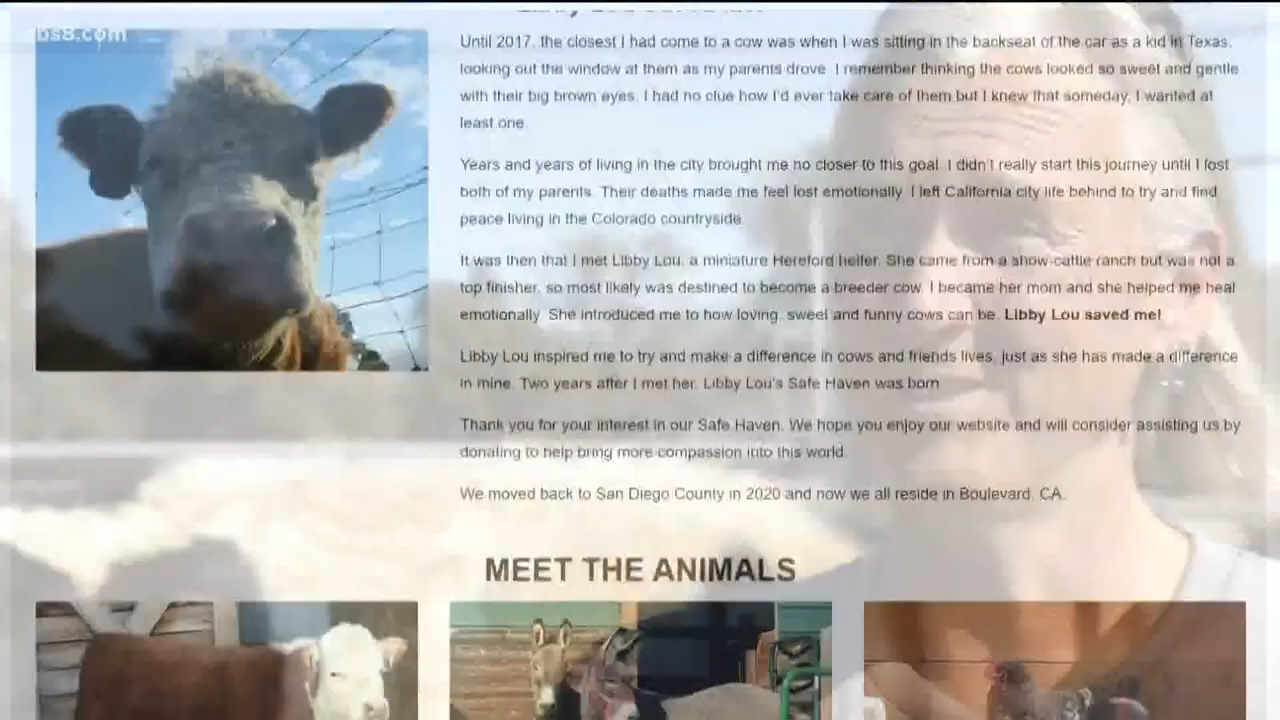 bs8.com
Until 2017, the closest I had come to a cow was when I was sitting in the backseat of the car as a kid in Texas,
looking out the window at them as my parents drove. I remember thinking the cows looked so sweet and gentle
with their big brown eyes. I had no clue how I'd ever take care of them but I knew that someday, I wanted at
least one.
Years and years of living in the city brought me no closer to this goal. I didn't really start this journey until I lost
both of my parents. Their deaths made me feel lost emotionally. I left California city life behind to try and find
peace living in the Colorado countryside.
It was then that I met Libby Lou, a miniature Hereford heifer. She came from a show-cattle ranch but was not a
top finisher, so most likely was destined to become a breeder cow. I became her mom and she helped me heal
emotionally. She introduced me to how loving, sweet and funny cows can be. Libby Lou saved me!
Libby Lou inspired me to try and make a difference in cows and friends lives, just as she has made a difference
in mine. Two years after I met her, Libby Lou's Safe Haven was born.
Thank you for your interest in our Safe Haven. We hope you enjoy our website and will consider assisting us by
donating to help bring more compassion into this world.
We moved back to San Diego County in 2020 and now we all reside in Boulevard, CA.
MEET THE ANIMALS